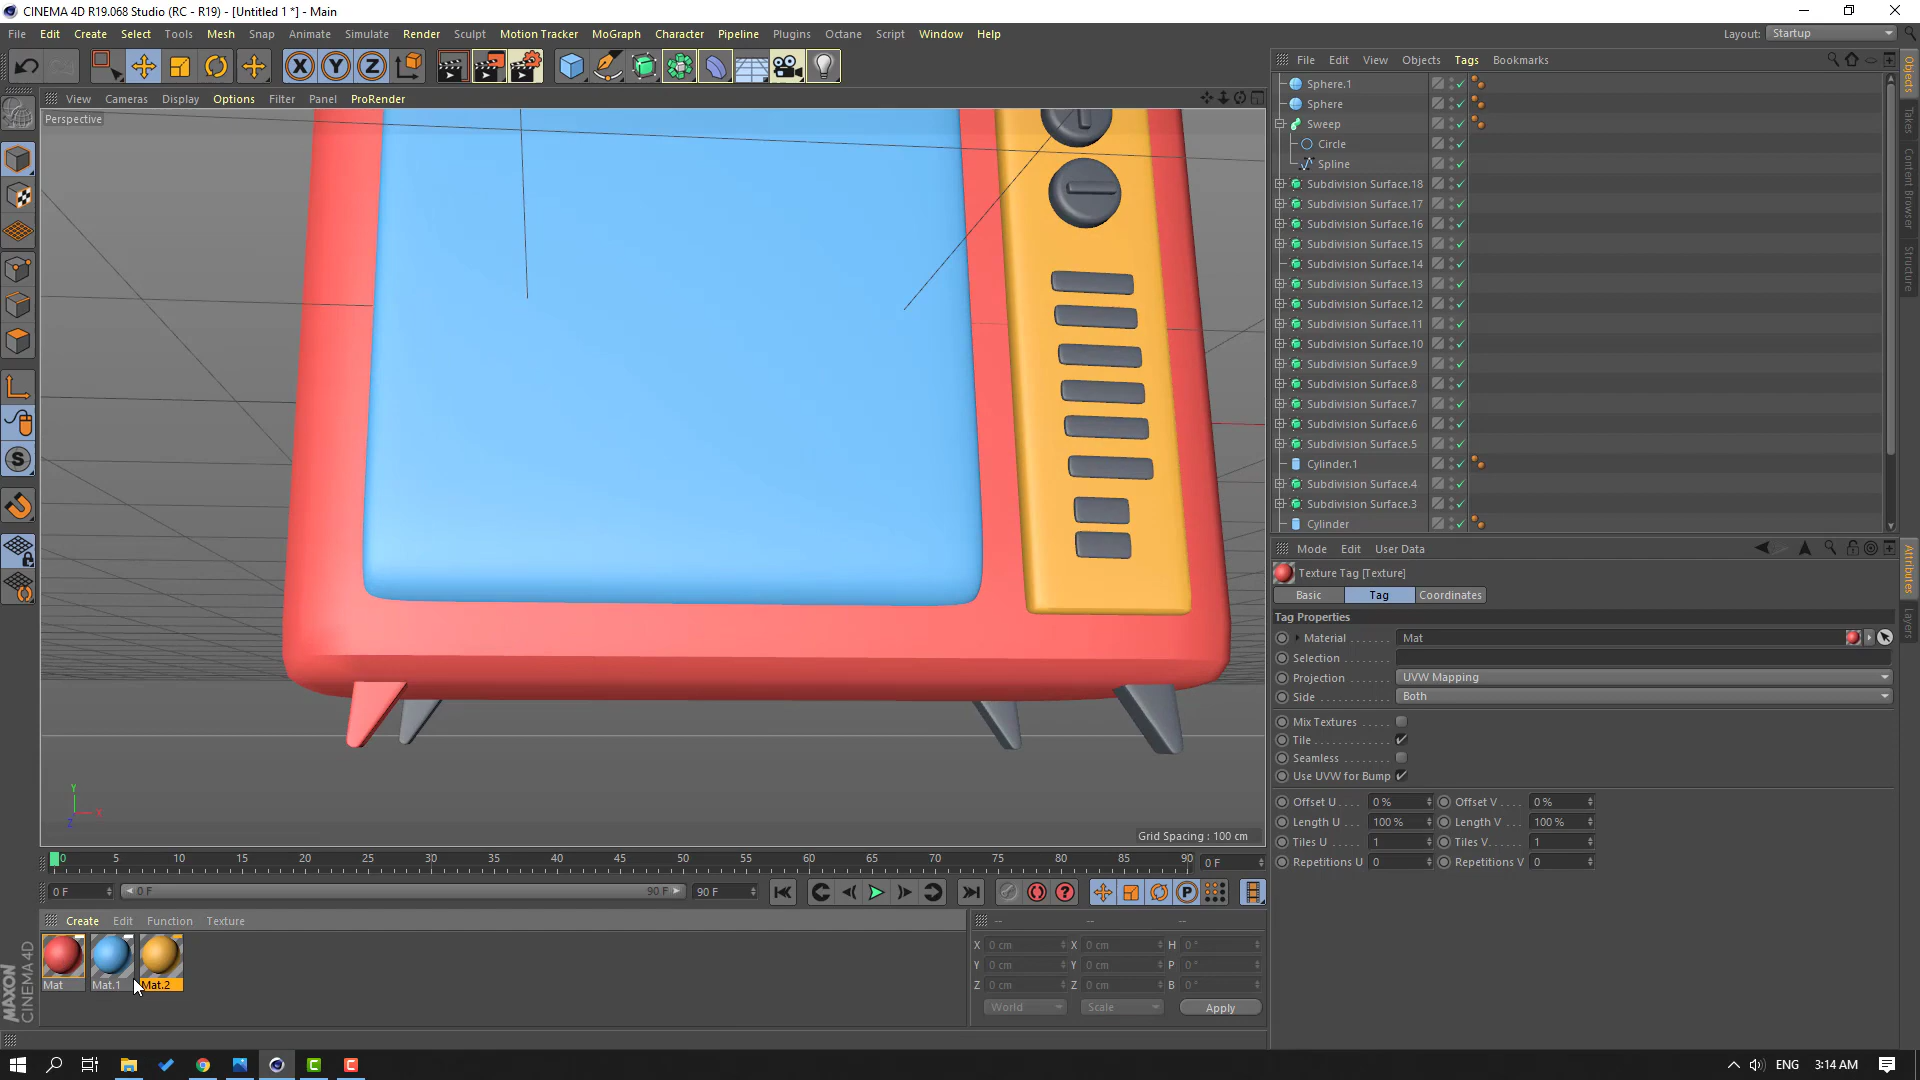 CINEMA 4D R19.068 Studio (RC - R19) - [Untitled 1 *] - Main
File Edit Create Select Tools Mesh Snap Animate Simulate Render Sculpt Motion Tracker MoGraph Character Pipeline Plugins Octane Script Window Help
Layout: Startup
View Cameras Display Options Filter Panel ProRender
Perspective
Grid Spacing : 100 cm
File Edit View Objects Tags Bookmarks
Sphere.1
Sphere
Sweep
Circle
Spline
Subdivision Surface.18
Subdivision Surface.17
Subdivision Surface.16
Subdivision Surface.15
Subdivision Surface.14
Subdivision Surface.13
Subdivision Surface.12
Subdivision Surface.11
Subdivision Surface.10
Subdivision Surface.9
Subdivision Surface.8
Subdivision Surface.7
Subdivision Surface.6
Subdivision Surface.5
Cylinder.1
Subdivision Surface.4
Subdivision Surface.3
Cylinder
Objects
Takes
Content Browser
Structure
Mode Edit User Data
Texture Tag [Texture]
Basic Tag Coordinates
Tag Properties
Material Mat
Selection
Projection UVW Mapping
Side Both
Mix Textures
Tile
Seamless
Use UVW for Bump
Offset U 0 % Offset V 0 %
Length U 100 % Length V 100 %
Tiles U 1 Tiles V 1
Repetitions U 0 Repetitions V 0
Attributes
Layers
0 5 10 15 20 25 30 35 40 45 50 55 60 65 70 75 80 85 90 0 F
0 F 0 F 90 F 90 F
Create Edit Function Texture
Mat Mat.1 Mat.2
-- -- --
X 0 cm X 0 cm H 0 °
Y 0 cm Y 0 cm P 0 °
Z 0 cm Z 0 cm B 0 °
World Scale Apply
MAXON CINEMA 4D
X Y Z
S
P
Y
X
Z
ENG 3:14 AM